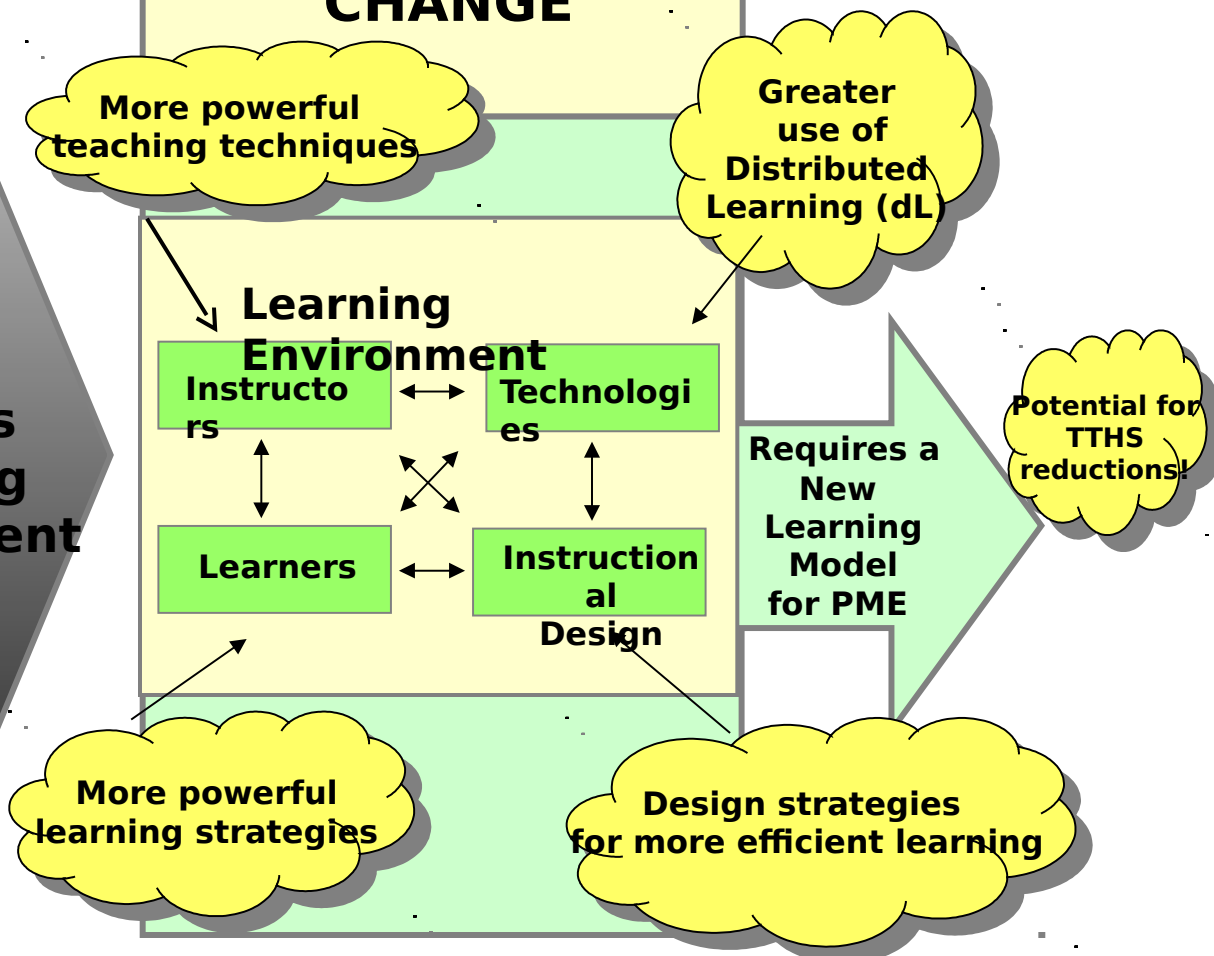 CHANGE
More powerful
teaching techniques
Greater
use of
Distributed
Learning (dL)
Learning
Environment
Instructo
rs
Technologi
es
s
g
ent
Requires a
New
Learning
Model
for PME
Potential for
TTHS
reductions!
Learners
Instruction
al
Design
More powerful
learning strategies
Design strategies
for more efficient learning